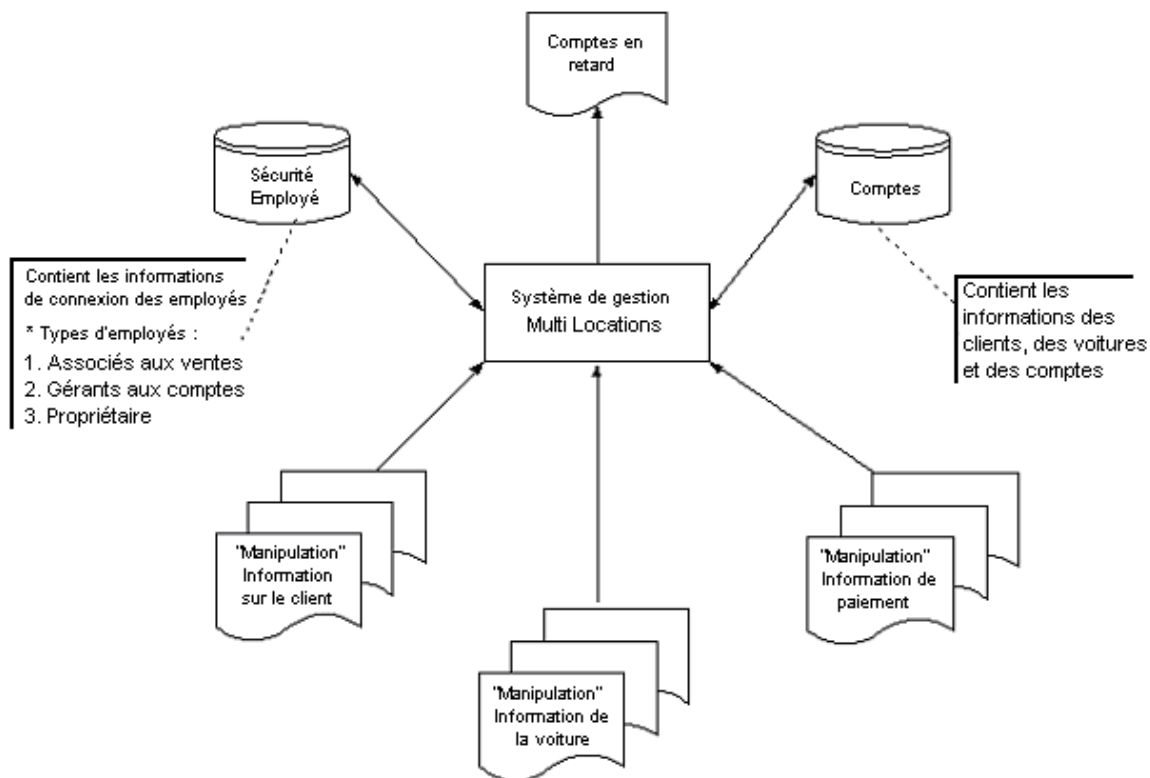 Comptes en
retard
Sécurité
Employé
Comptes
Contient les informations
de connexion des employés
* Types d'employés :
1. Associés aux ventes
2. Gérants aux comptes
3. Propriétaire
Système de gestion
Multi Locations
Contient les
informations des
clients, des voitures
et des comptes
"Manipulation"
Information
sur le client
"Manipulation"
Information de
la voiture
"Manipulation"
Information de
paiement